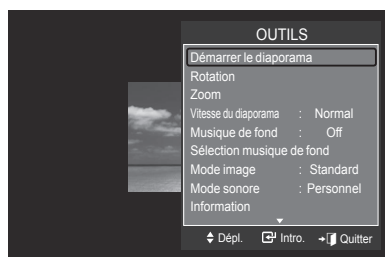 OUTILS
Démarrer le diaporama
Rotation
Zoom
Vitesse du diaporama : Normal
Musique de fond : Off
Sélection musique de fond
Mode image : Standard
Mode sonore : Personnel
Information
Dépl. Intro. Quitter